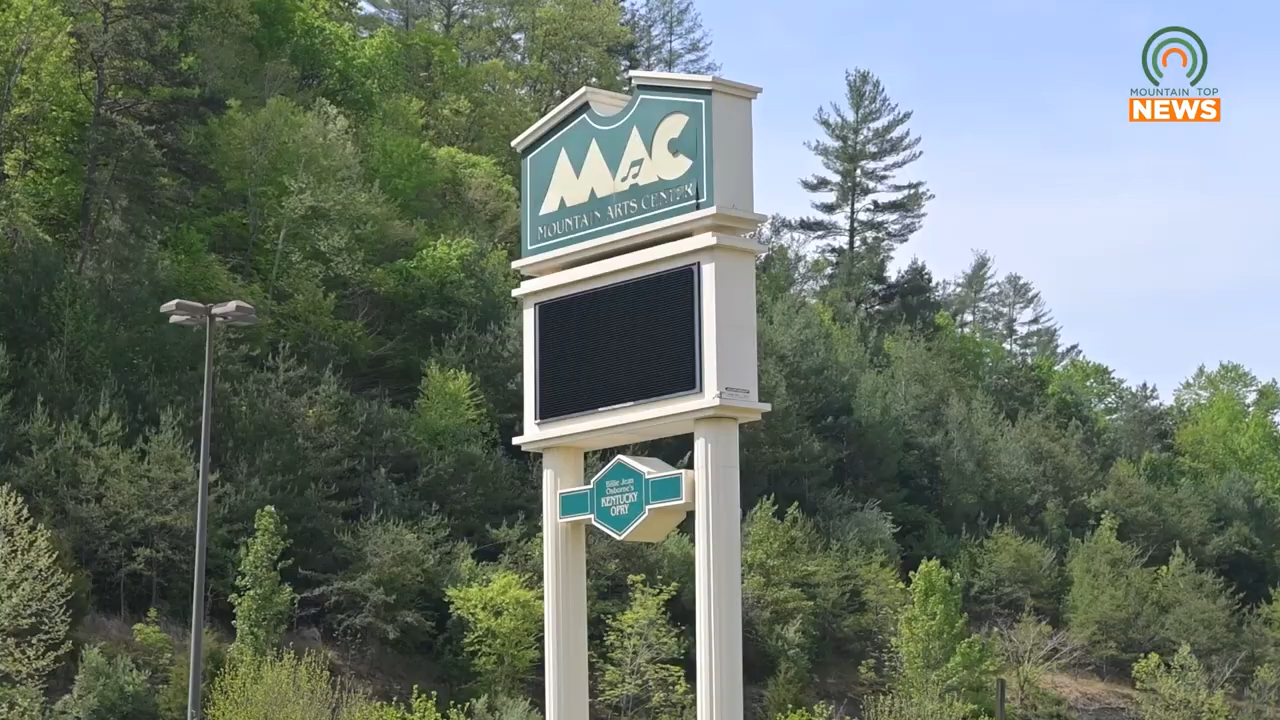 MOUNTAIN TOP
NEWS
MAC
MOUNTAIN ARTS CENTER
Billie Jean
Osborne's
KENTUCKY
OPRY